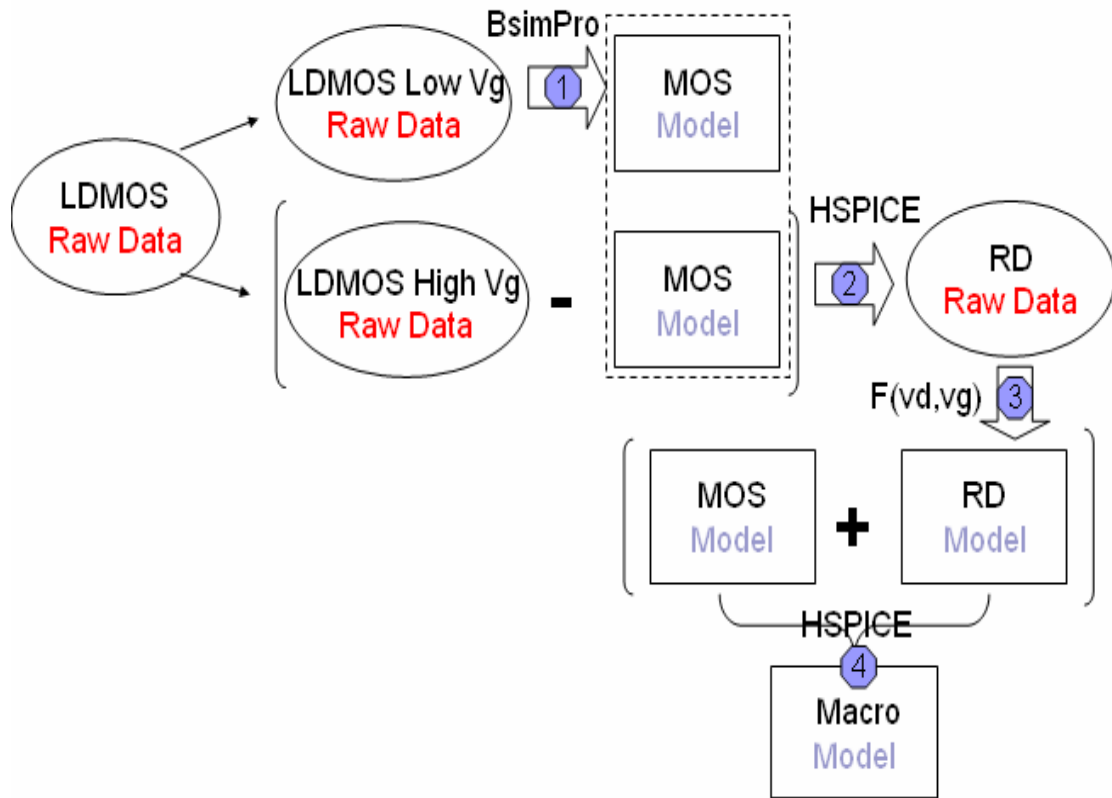 BsimPro
LDMOS Low Vg
Raw Data
1
MOS
Model
LDMOS
Raw Data
LDMOS High Vg
Raw Data
-
MOS
Model
HSPICE
2
RD
Raw Data
F(vd,vg)
3
MOS
Model
+
RD
Model
HSPICE
4
Macro
Model